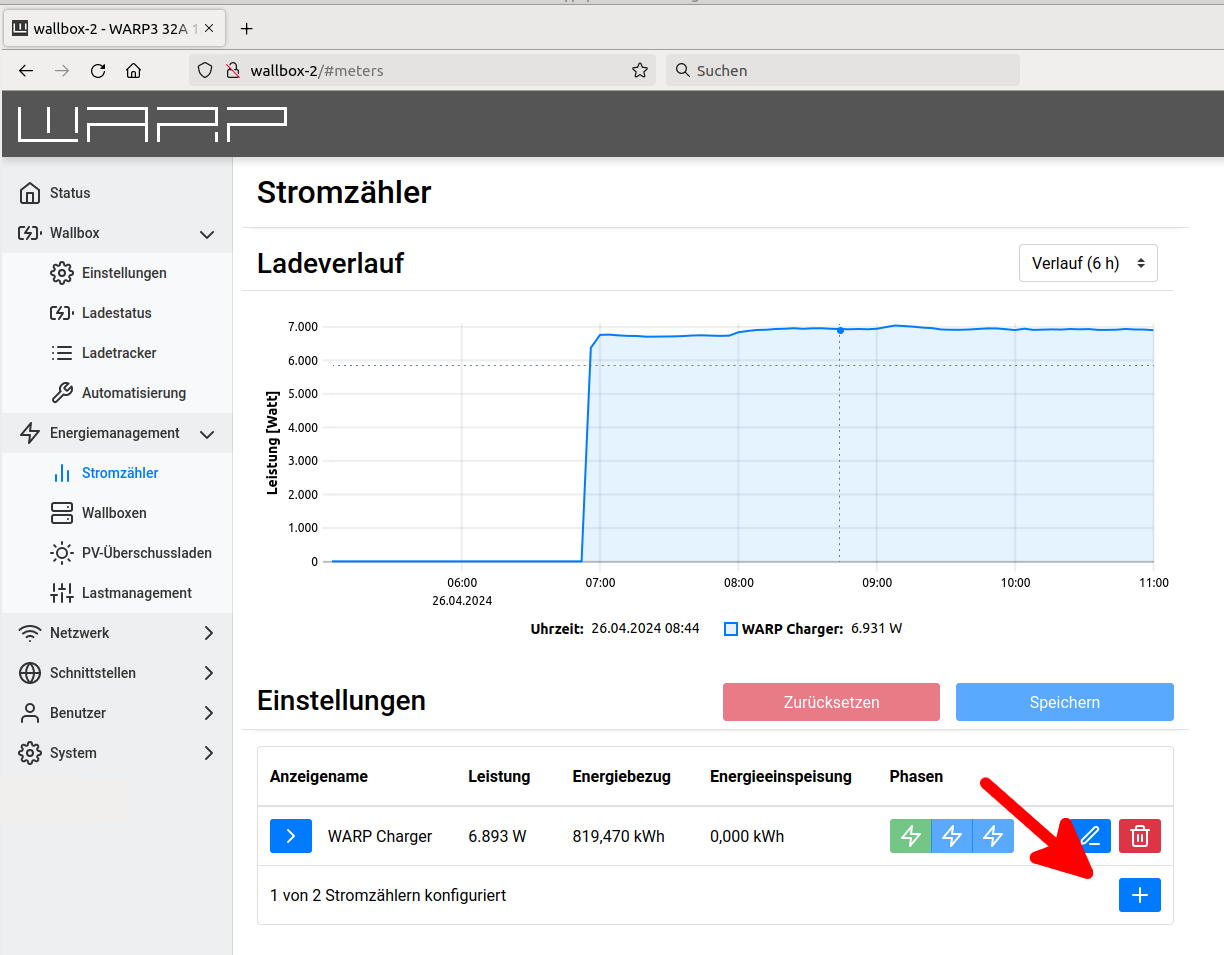 wallbox-2 - WARP3 32A 1
wallbox-2/#meters
Suchen
WARP
Status
Wallbox
Einstellungen
Ladestatus
Ladetracker
Automatisierung
Energiemanagement
Stromzähler
Wallboxen
PV-Überschussladen
Lastmanagement
Netzwerk
Schnittstellen
Benutzer
System
Stromzähler
Ladeverlauf
Verlauf (6 h)
Leistung [Watt]
7.000
6.000
5.000
4.000
3.000
2.000
1.000
0
06:00 07:00 08:00 09:00 10:00 11:00
26.04.2024
Uhrzeit: 26.04.2024 08:44 WARP Charger: 6.931 W
Einstellungen
Zurücksetzen
Speichern
Anzeigename Leistung Energiebezug Energieeinspeisung Phasen
WARP Charger 6.893 W 819,470 kWh 0,000 kWh
1 von 2 Stromzählern konfiguriert